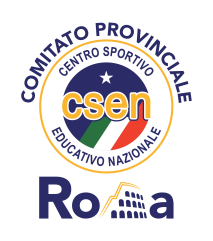 COMITATO PROVINCIALE
CENTRO SPORTIVO
csen
EDUCATIVO NAZIONALE
Roma